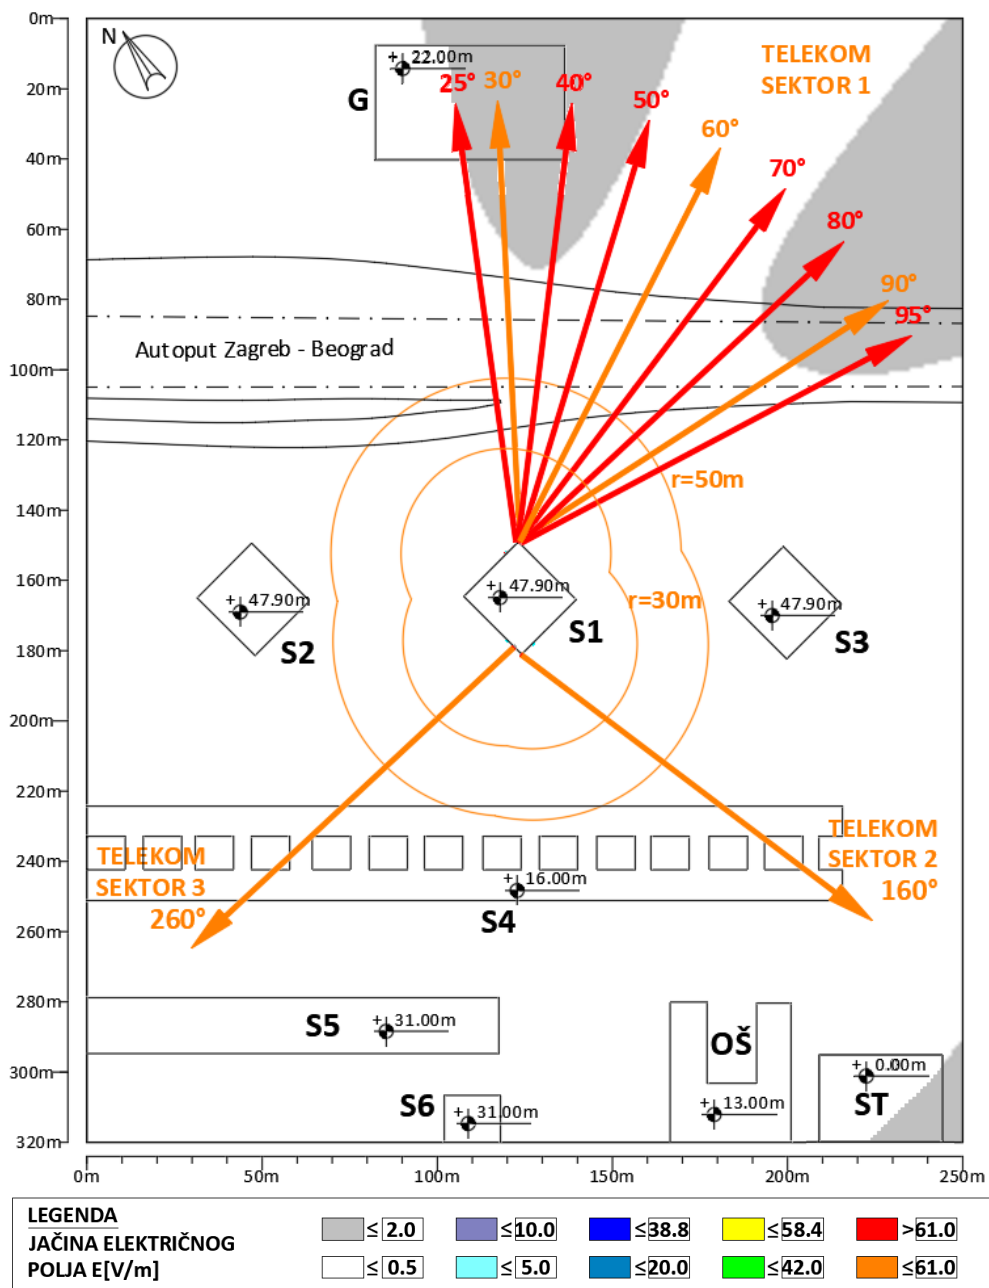 0m
N
22.00m
TELEKOM
SEKTOR 1
20m
25°
30°
40°
50°
G
40m
60°
70°
60m
80°
80m
90°
95°
Autoput Zagreb - Beograd
100m
120m
r=50m
140m
160m
47.90m
47.90m
47.90m
r=30m
S1
S2
S3
180m
200m
220m
TELEKOM
SEKTOR 2
160°
240m
TELEKOM
SEKTOR 3
260°
16.00m
S4
260m
280m
S5
31.00m
OŠ
300m
0.00m
S6
31.00m
13.00m
ST
320m
0m 50m 100m 150m 200m 250m
LEGENDA
JAČINA ELEKTRIČNOG
POLJA E[V/m]
≤ 2.0 ≤10.0 ≤38.8 ≤58.4 >61.0
≤ 0.5 ≤ 5.0 ≤20.0 ≤42.0 ≤61.0